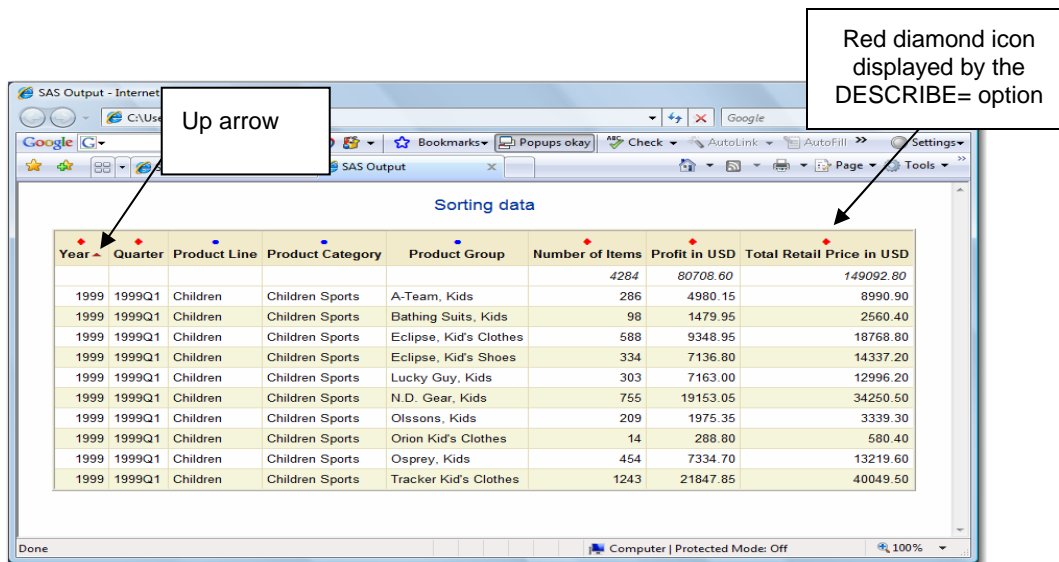 Red diamond icon
displayed by the
DESCRIBE= option
SAS Output - Internet
Up arrow
C:\Use
Google
Google G
Bookmarks
Popups okay
Check
AutoLink
AutoFill
Settings
SAS Output
Page
Tools
Sorting data
Year Quarter Product Line Product Category Product Group Number of Items Profit in USD Total Retail Price in USD
4284 80708.60 149092.80
1999 1999Q1 Children Children Sports A-Team, Kids 286 4980.15 8990.90
1999 1999Q1 Children Children Sports Bathing Suits, Kids 98 1479.95 2560.40
1999 1999Q1 Children Children Sports Eclipse, Kid's Clothes 588 9348.95 18768.80
1999 1999Q1 Children Children Sports Eclipse, Kid's Shoes 334 7136.80 14337.20
1999 1999Q1 Children Children Sports Lucky Guy, Kids 303 7163.00 12996.20
1999 1999Q1 Children Children Sports N.D. Gear, Kids 755 19153.05 34250.50
1999 1999Q1 Children Children Sports Olssons, Kids 209 1975.35 3339.30
1999 1999Q1 Children Children Sports Orion Kid's Clothes 14 288.80 580.40
1999 1999Q1 Children Children Sports Osprey, Kids 454 7334.70 13219.60
1999 1999Q1 Children Children Sports Tracker Kid's Clothes 1243 21847.85 40049.50
Done
Computer | Protected Mode: Off
100%